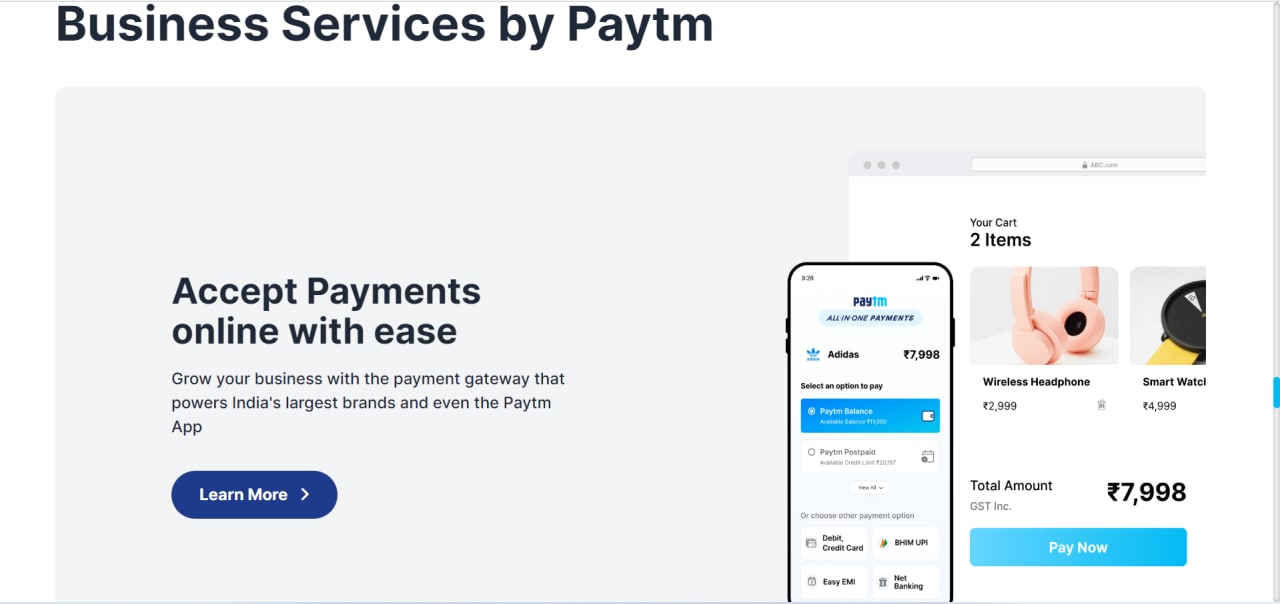 Business Services by Paytm
Accept Payments
online with ease
Grow your business with the payment gateway that
powers India's largest brands and even the Paytm
App
Learn More
ABC.com
Your Cart
2 Items
Wireless Headphone
₹2,999
Smart Watch
₹4,999
Total Amount
GST Inc.
₹7,998
Pay Now
9:26
paytm
ALL-IN-ONE PAYMENTS
adidas
Adidas
₹7,998
Select an option to pay
Paytm Balance
Available Balance ₹11,000
Paytm Postpaid
Available Credit Limit ₹20,197
View All
Or choose other payment option
Debit,
Credit Card
BHIM UPI
Easy EMI
Net
Banking